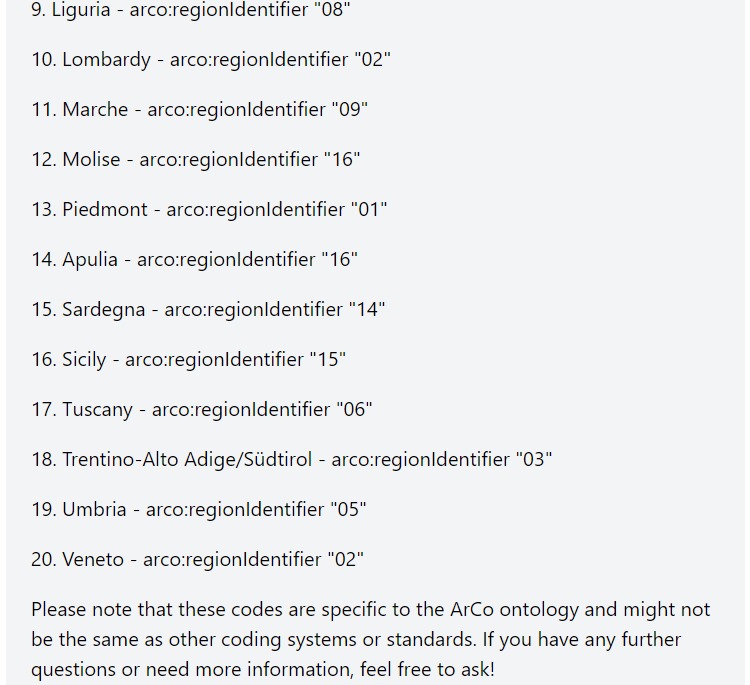 9. Liguria - arco:regionIdentifier "08"
10. Lombardy - arco:regionIdentifier "02"
11. Marche - arco:regionIdentifier "09"
12. Molise - arco:regionIdentifier "16"
13. Piedmont - arco:regionIdentifier "01"
14. Apulia - arco:regionIdentifier "16"
15. Sardegna - arco:regionIdentifier "14"
16. Sicily - arco:regionIdentifier "15"
17. Tuscany - arco:regionIdentifier "06"
18. Trentino-Alto Adige/Südtirol - arco:regionIdentifier "03"
19. Umbria - arco:regionIdentifier "05"
20. Veneto - arco:regionIdentifier "02"
Please note that these codes are specific to the ArCo ontology and might not
be the same as other coding systems or standards. If you have any further
questions or need more information, feel free to ask!